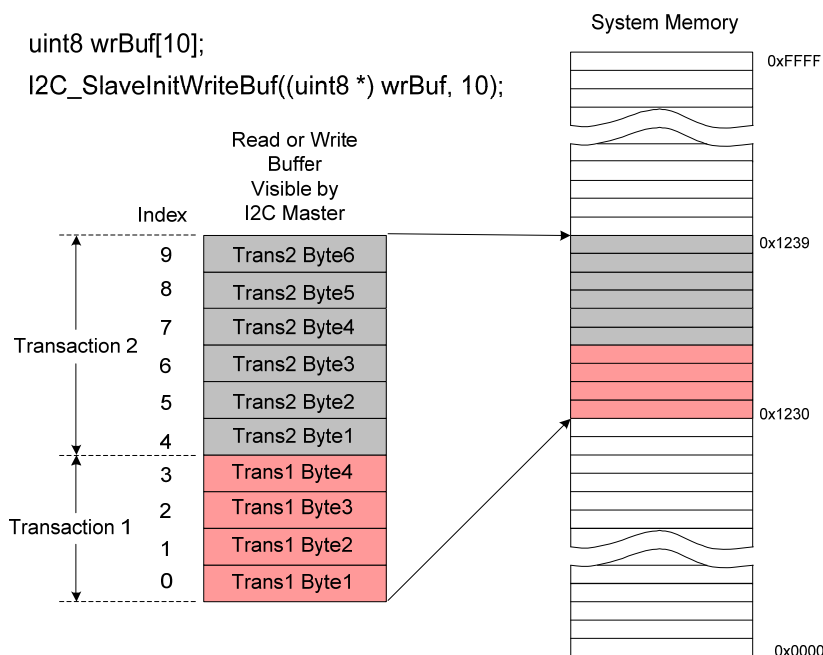 System Memory
uint8 wrBuf[10];
I2C_SlaveInitWriteBuf((uint8 *) wrBuf, 10);
0xFFFF
Read or Write
Buffer
Visible by
I2C Master
Index
9 Trans2 Byte6
0x1239
8 Trans2 Byte5
7 Trans2 Byte4
Transaction 2
6 Trans2 Byte3
5 Trans2 Byte2
0x1230
4 Trans2 Byte1
3 Trans1 Byte4
2 Trans1 Byte3
Transaction 1
1 Trans1 Byte2
0 Trans1 Byte1
0x0000